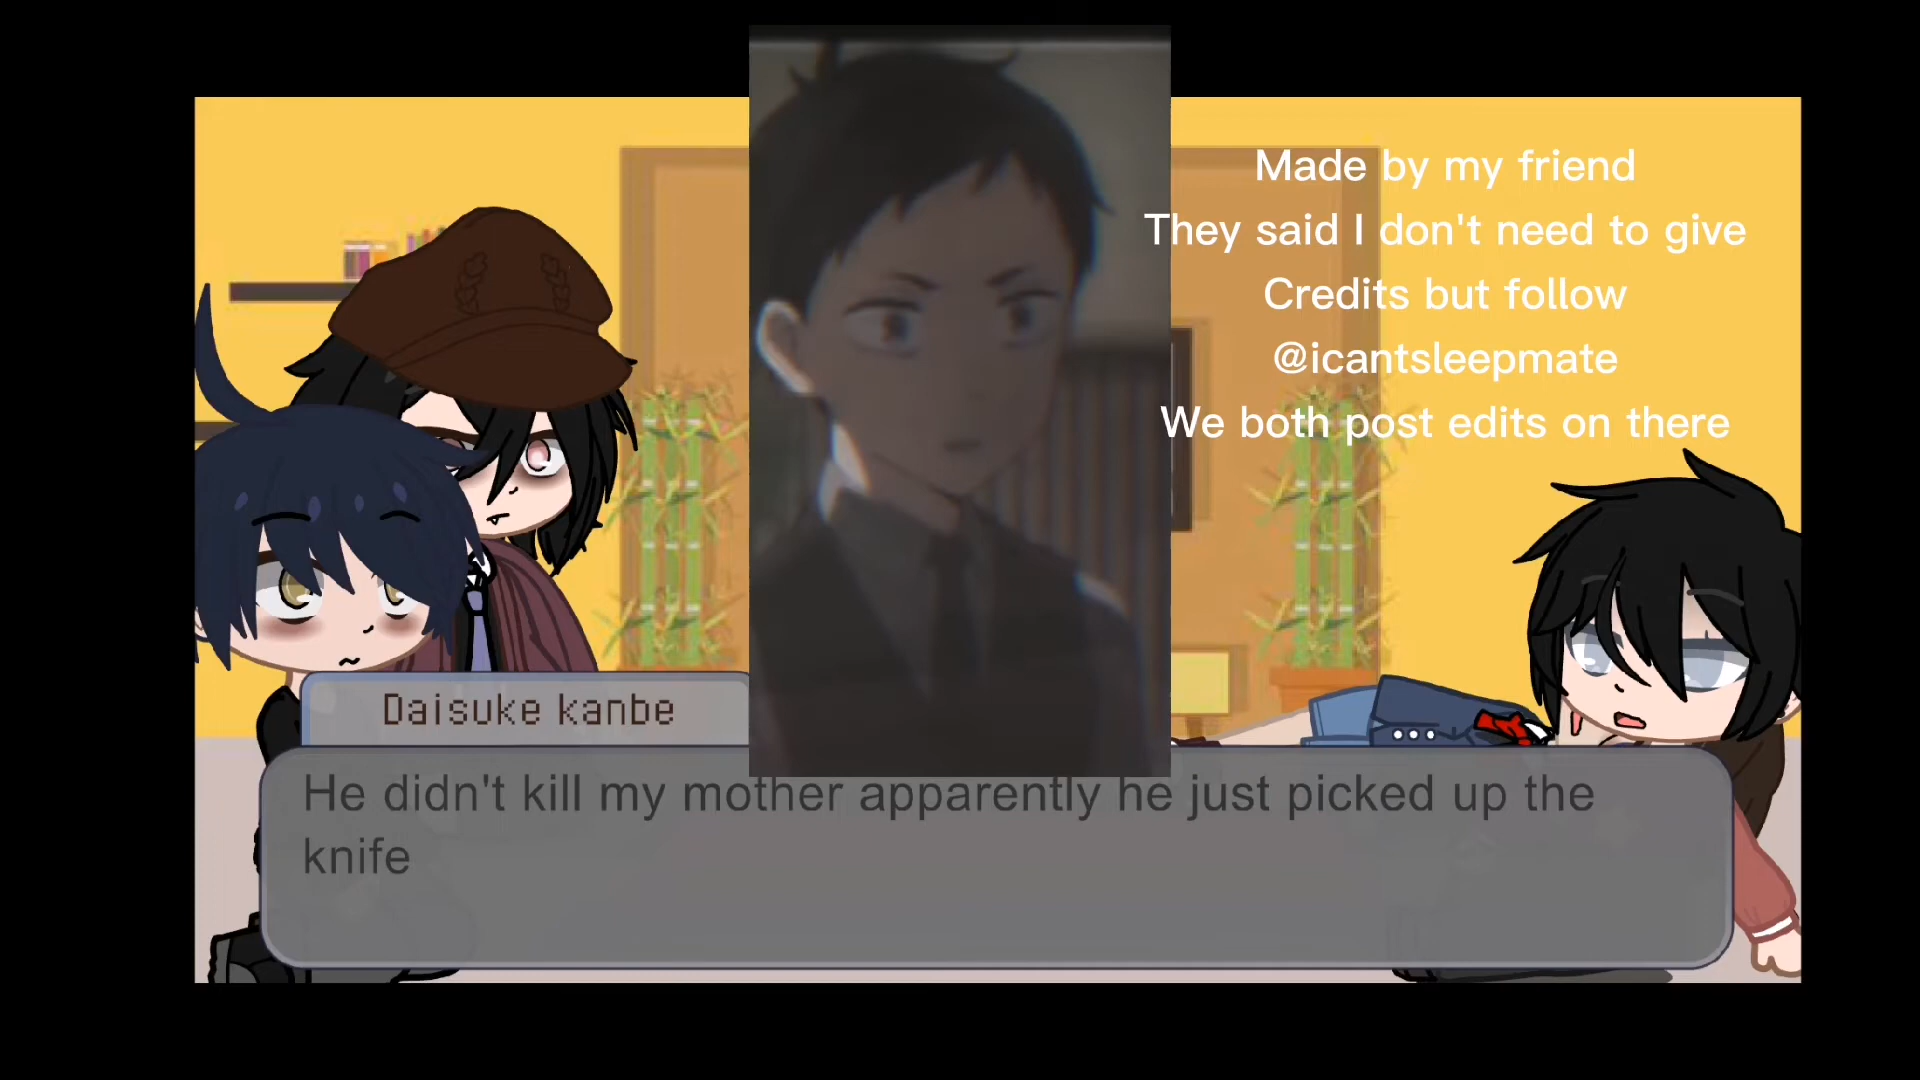 Made by my friend
They said I don't need to give
Credits but follow
@icantsleepmate
We both post edits on there
Daisuke kanbe
He didn't kill my mother apparently he just picked up the
knife